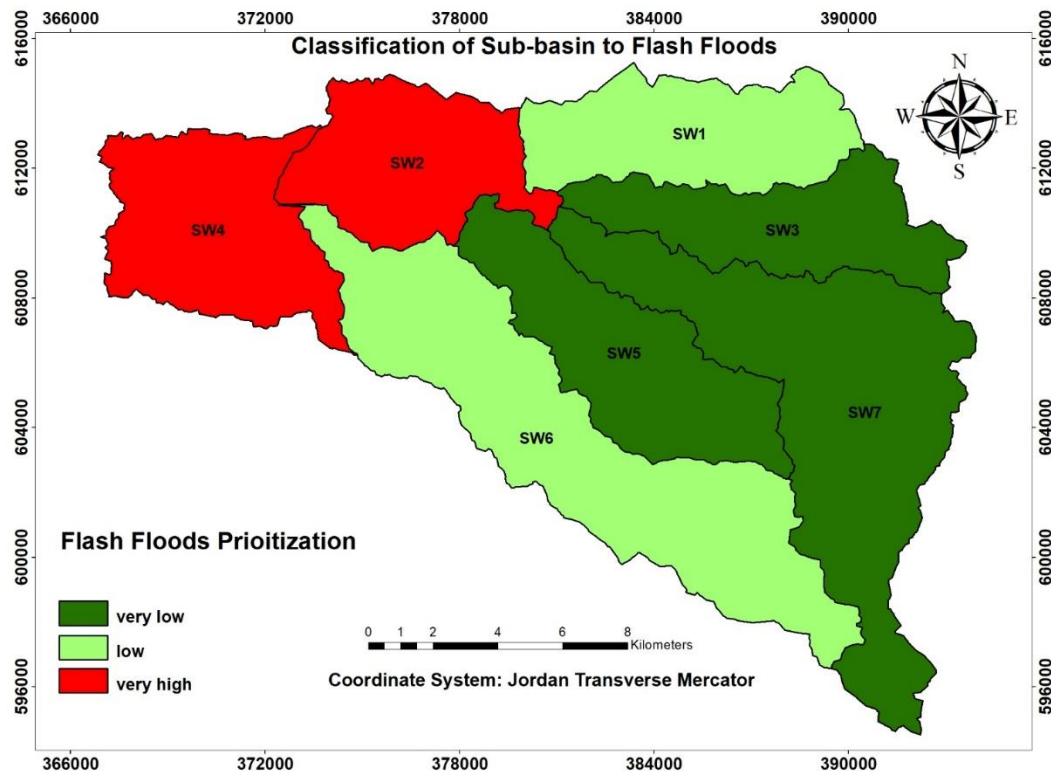 366000 372000 378000 384000 390000
616000
616000
Classification of Sub-basin to Flash Floods
N
W E
S
SW1
SW2
612000
612000
SW4
SW3
608000
608000
SW5
SW7
604000
604000
SW6
Flash Floods Prioitization
600000
600000
very low
low
very high
0 1 2 4 6 8
Kilometers
Coordinate System: Jordan Transverse Mercator
596000
596000
366000 372000 378000 384000 390000